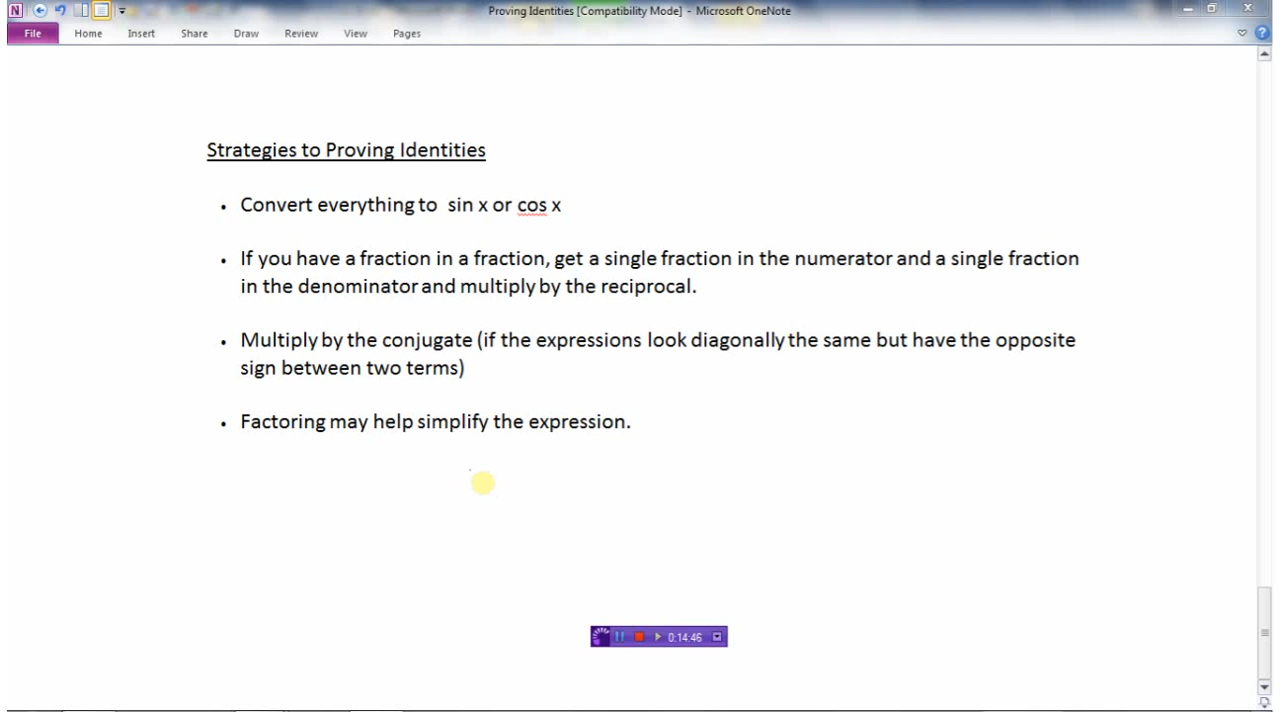 Proving Identities [Compatibility Mode] - Microsoft OneNote
File Home Insert Share Draw Review View Pages
Strategies to Proving Identities
• Convert everything to sin x or cos x
• If you have a fraction in a fraction, get a single fraction in the numerator and a single fraction
in the denominator and multiply by the reciprocal.
• Multiply by the conjugate (if the expressions look diagonally the same but have the opposite
sign between two terms)
• Factoring may help simplify the expression.
0:14:46